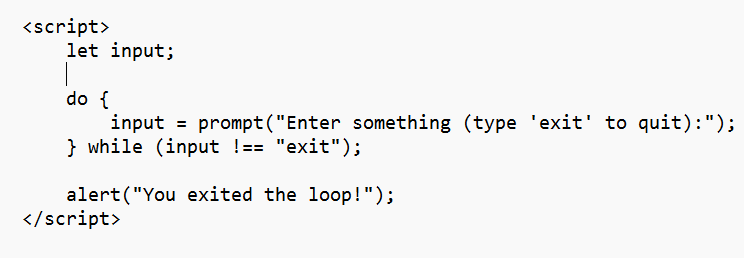 <script>
    let input;

    do {
        input = prompt("Enter something (type 'exit' to quit):");
    } while (input !== "exit");

    alert("You exited the loop!");
</script>